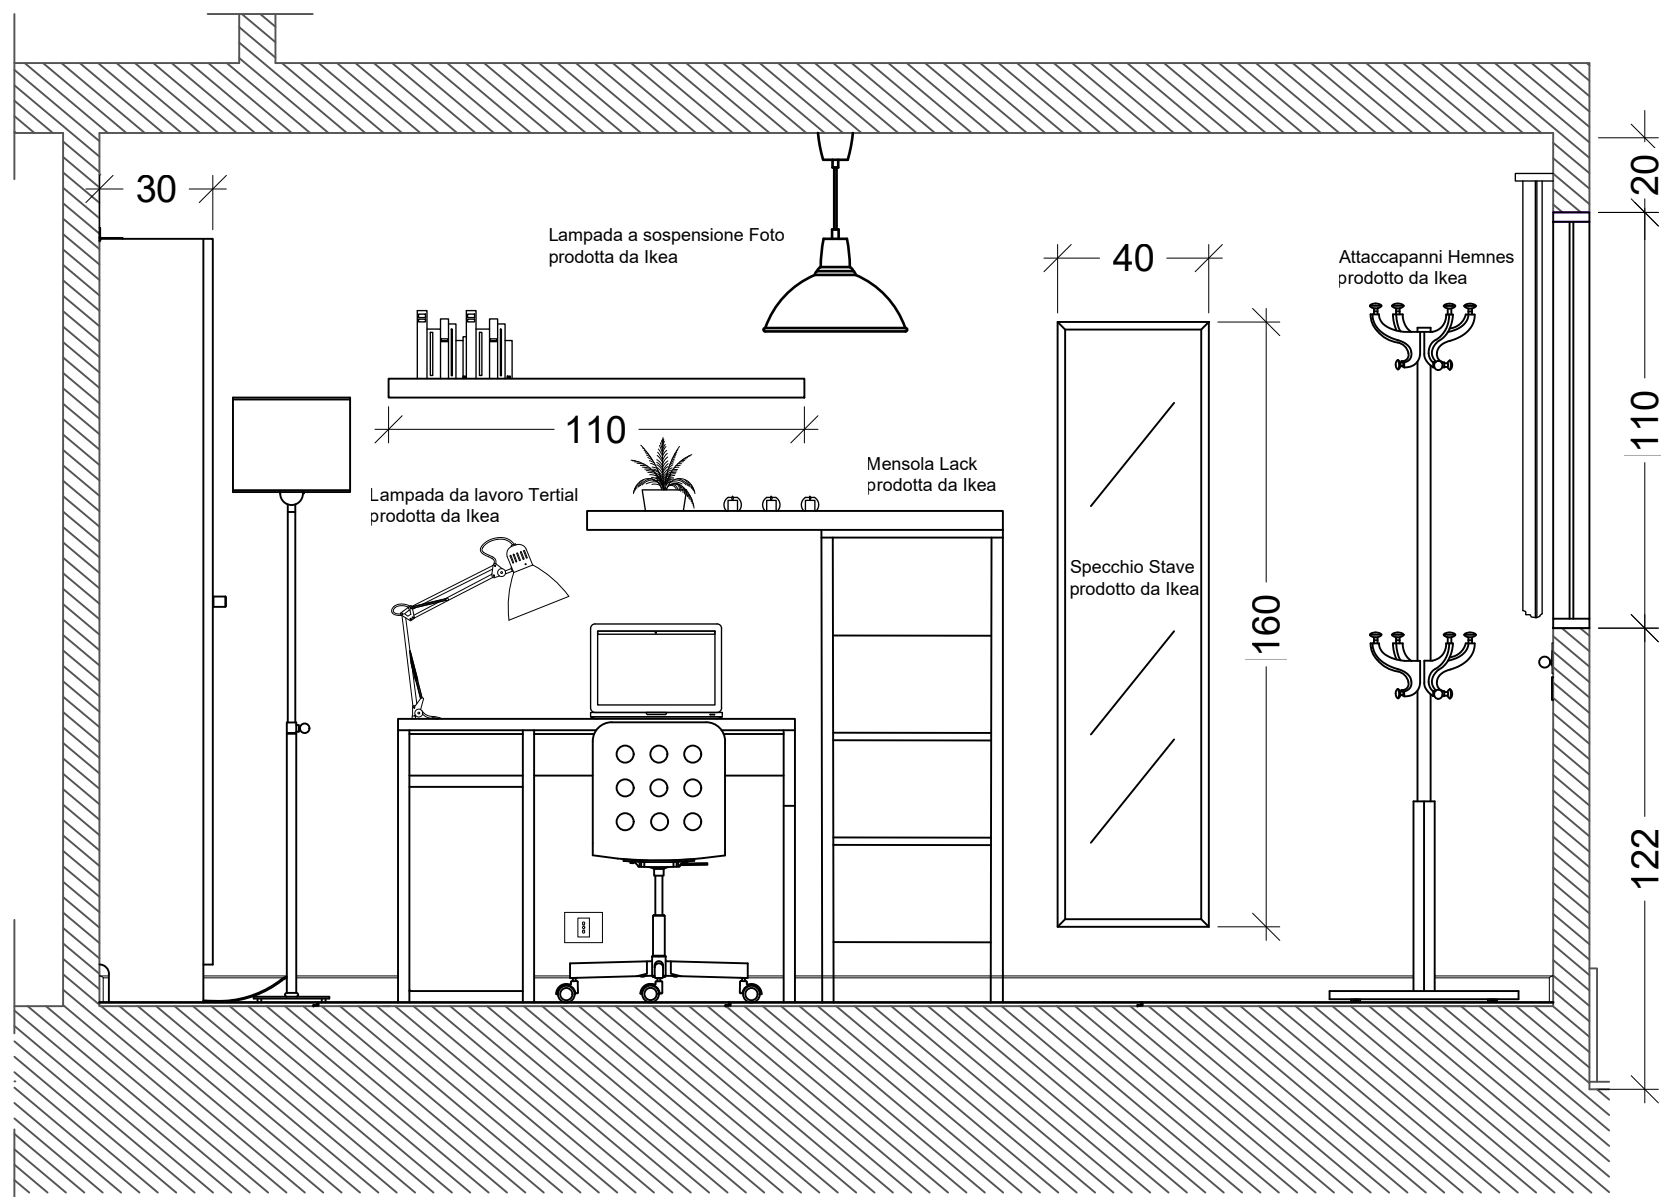 20
30
Lampada a sospensione Foto
prodotta da Ikea
40
Attaccapanni Hemnes
prodotto da Ikea
110
110
Mensola Lack
prodotta da Ikea
Lampada da lavoro Tertial
prodotta da Ikea
Specchio Stave
prodotto da Ikea
160
122